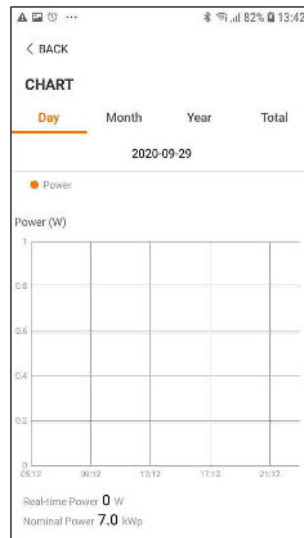 82% 13:42
< BACK
CHART
Day Month Year Total
2020-09-29
Power
Power (W)
1
0.8
0.6
0.4
0.2
0
05:12 09:12 13:12 17:12 21:12
Real-time Power 0 W
Nominal Power 7.0 kWp